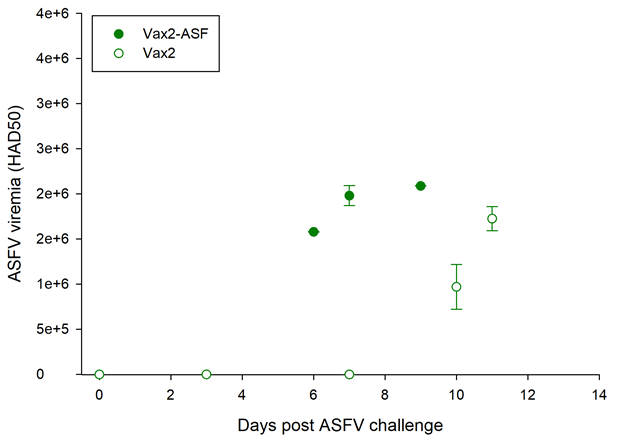 Vax2-ASF
Vax2
ASFV viremia (HAD50)
4e+6
4e+6
3e+6
3e+6
2e+6
2e+6
1e+6
5e+5
0
0 2 4 6 8 10 12 14
Days post ASFV challenge